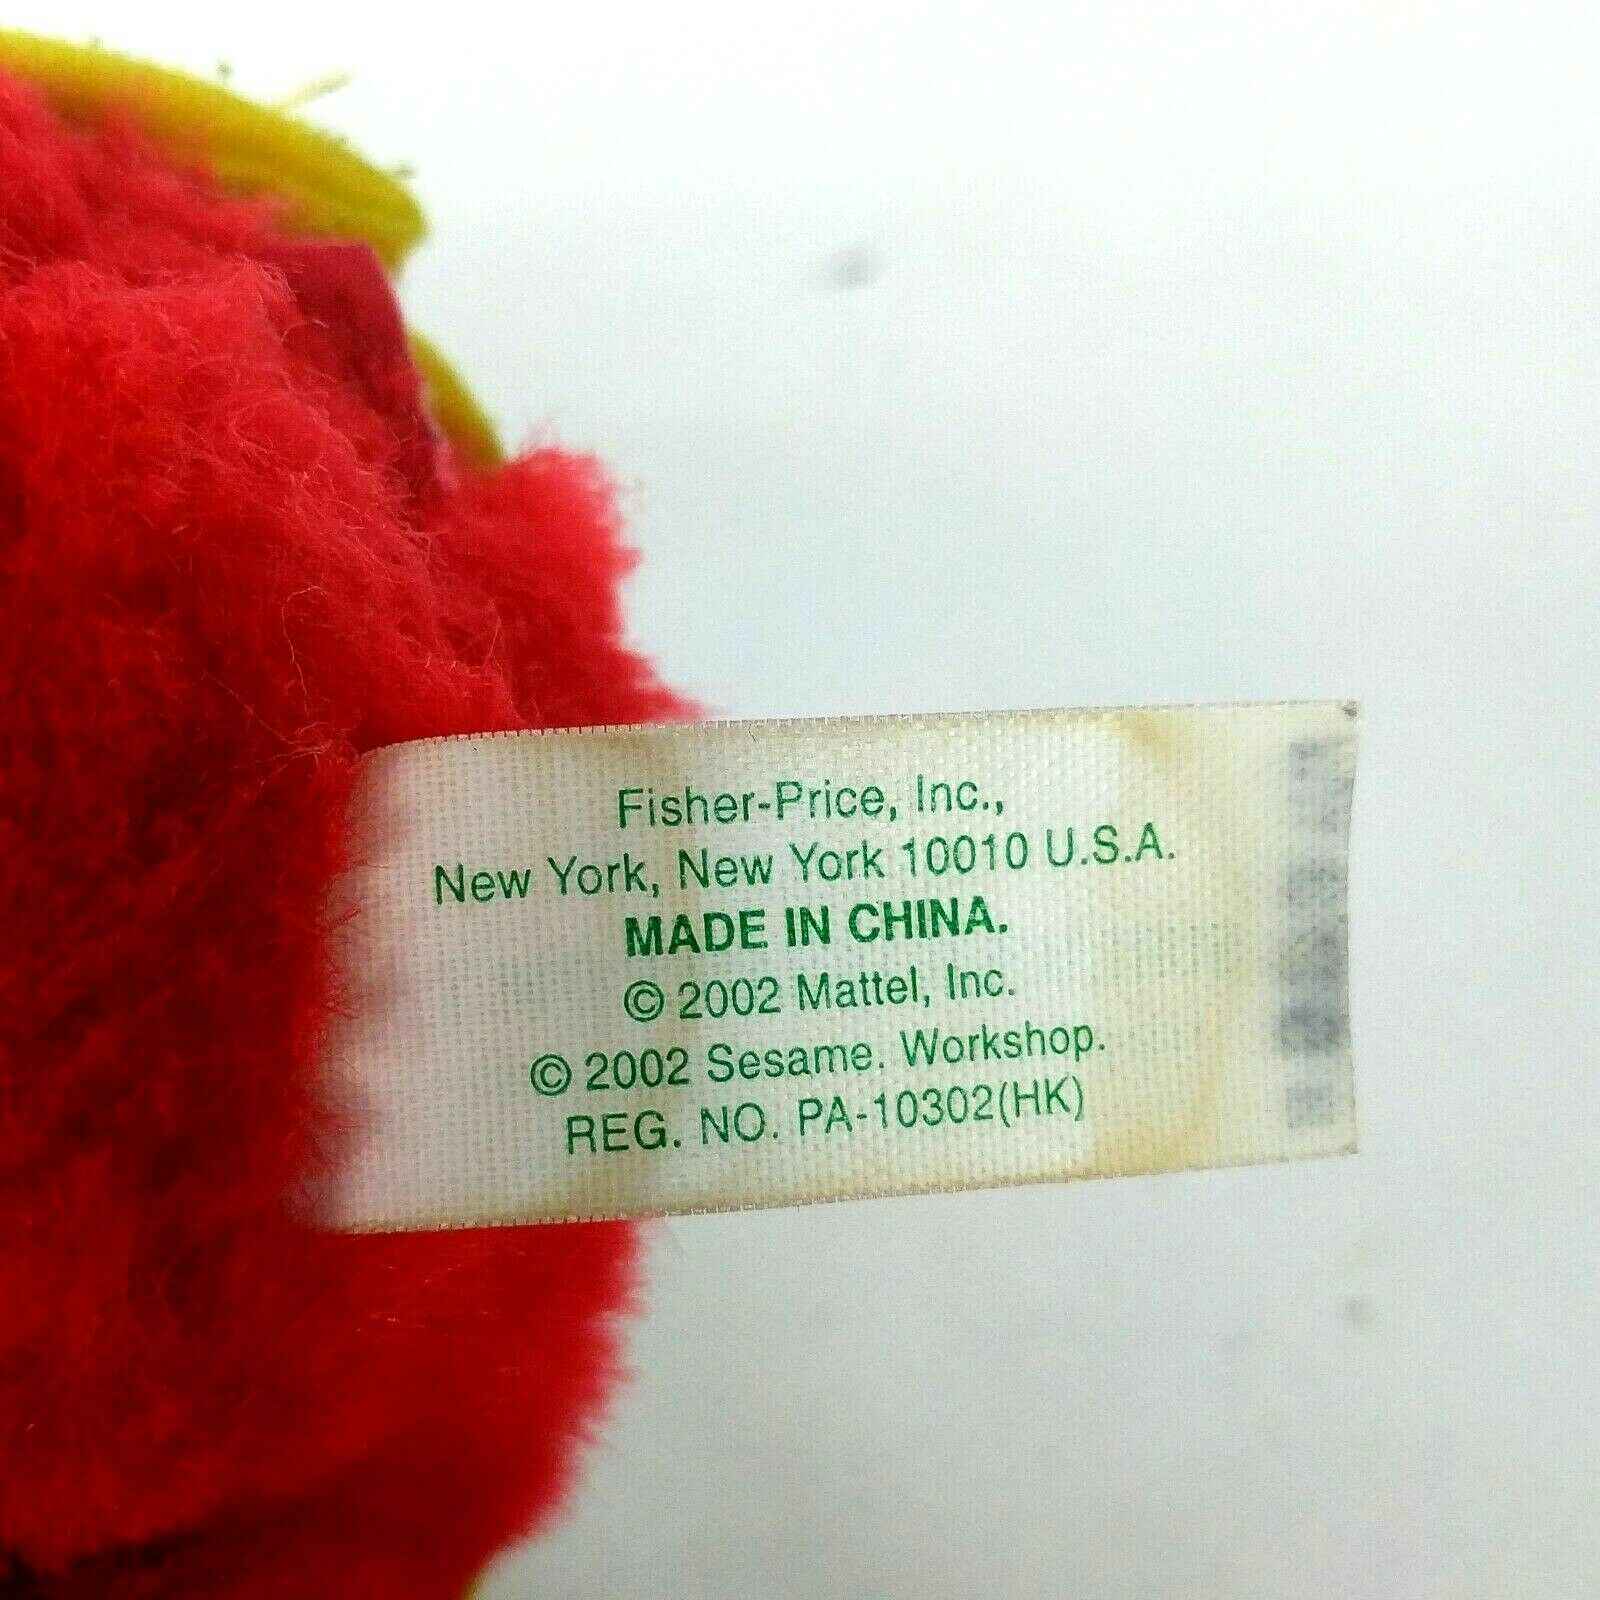 Fisher-Price, Inc.,
New York, New York 10010 U.S.A.
MADE IN CHINA.
© 2002 Mattel, Inc.
© 2002 Sesame. Workshop.
REG. NO. PA-10302(HK)